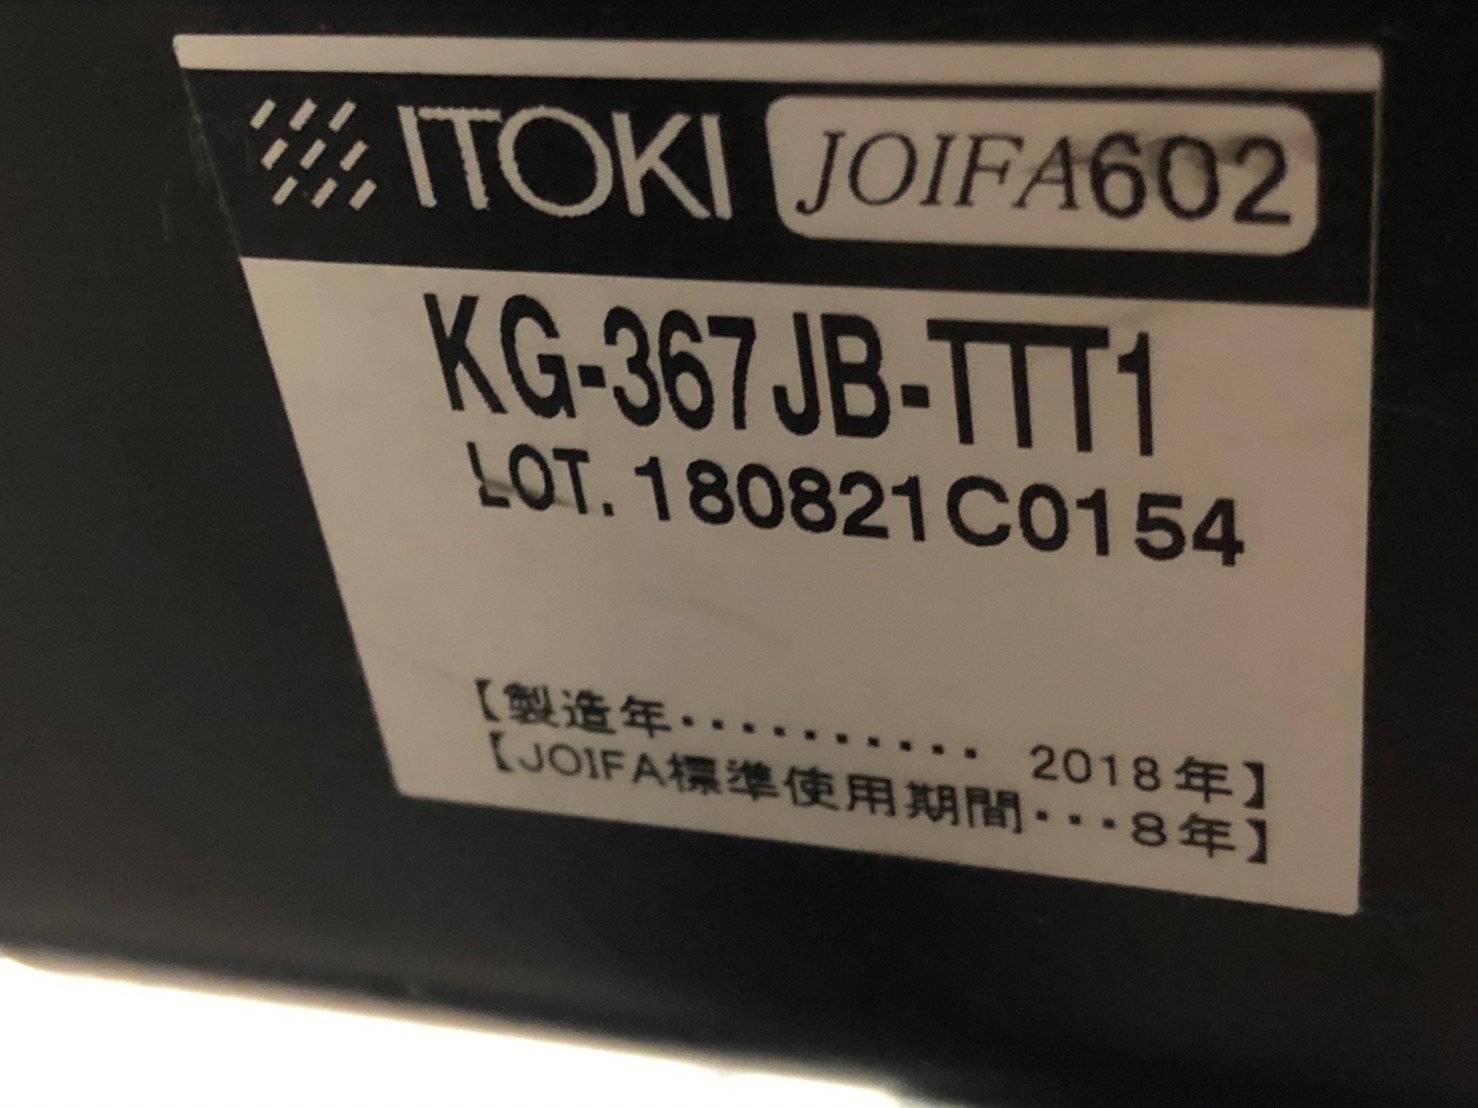 ITOKI JOIFA602
KG-367JB-TTT1
LOT. 180821C0154
【製造年・・・・・・・・・・ 2018年】
【JOIFA標準使用期間・・・8年】